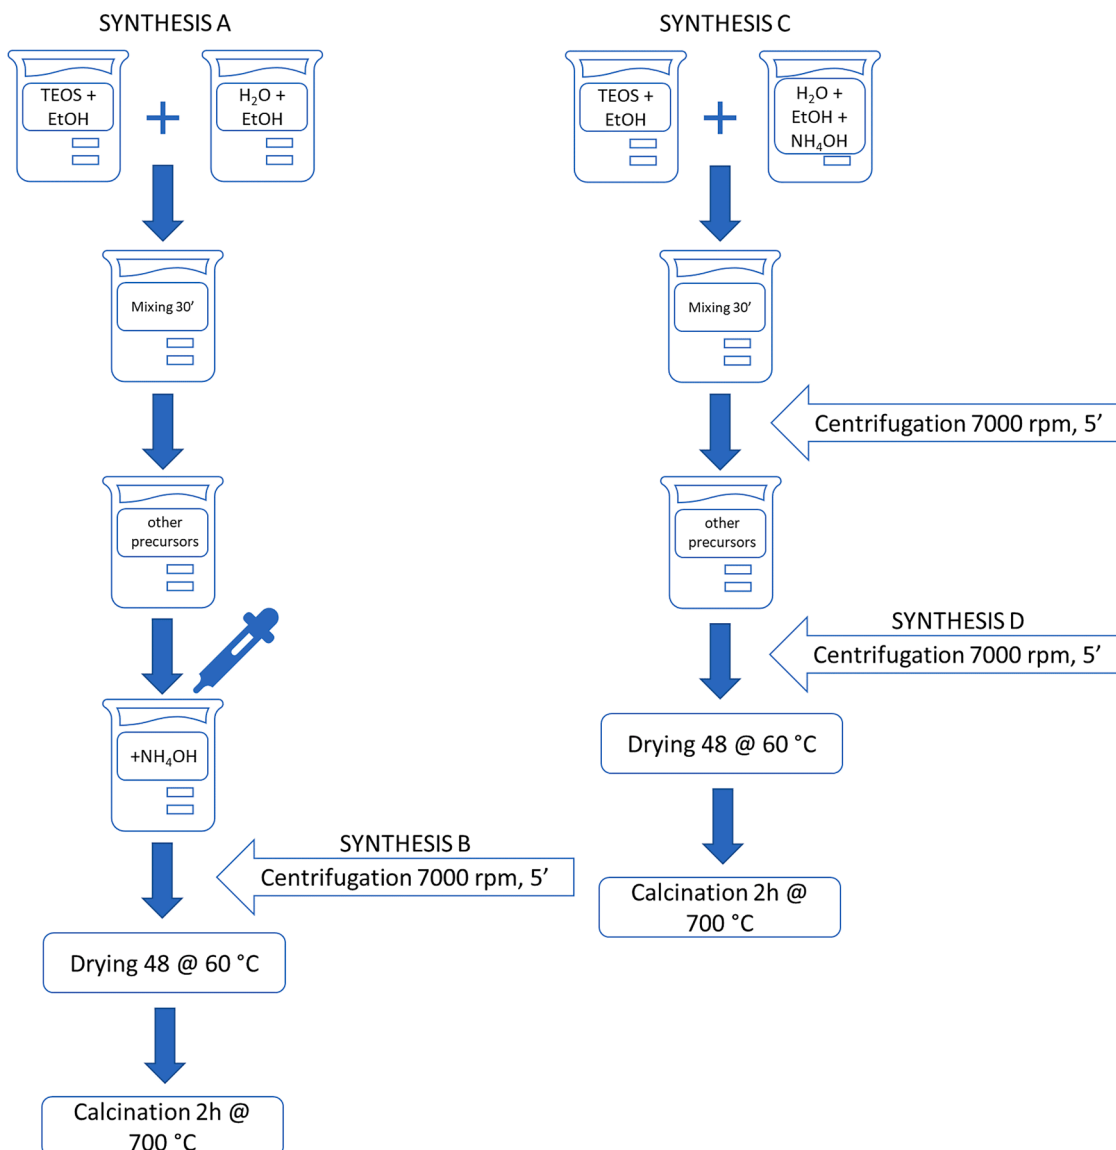 SYNTHESIS A
TEOS +
EtOH
H₂O +
EtOH
Mixing 30’
other
precursors
+NH₄OH
SYNTHESIS B
Centrifugation 7000 rpm, 5’
Drying 48 @ 60 °C
Calcination 2h @
700 °C
SYNTHESIS C
TEOS +
EtOH
H₂O +
EtOH +
NH₄OH
Mixing 30’
Centrifugation 7000 rpm, 5’
other
precursors
SYNTHESIS D
Centrifugation 7000 rpm, 5’
Drying 48 @ 60 °C
Calcination 2h @
700 °C